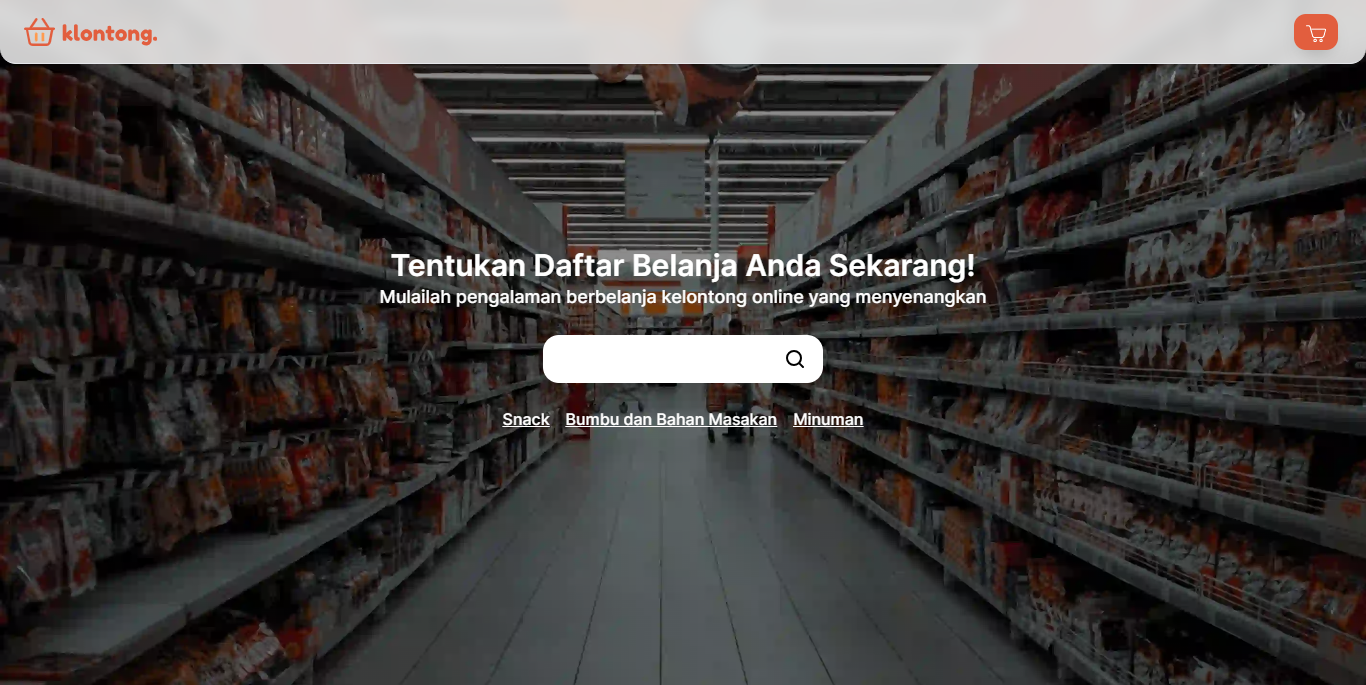 klontong.
Tentukan Daftar Belanja Anda Sekarang!
Mulailah pengalaman berbelanja kelontong online yang menyenangkan
Snack Bumbu dan Bahan Masakan Minuman